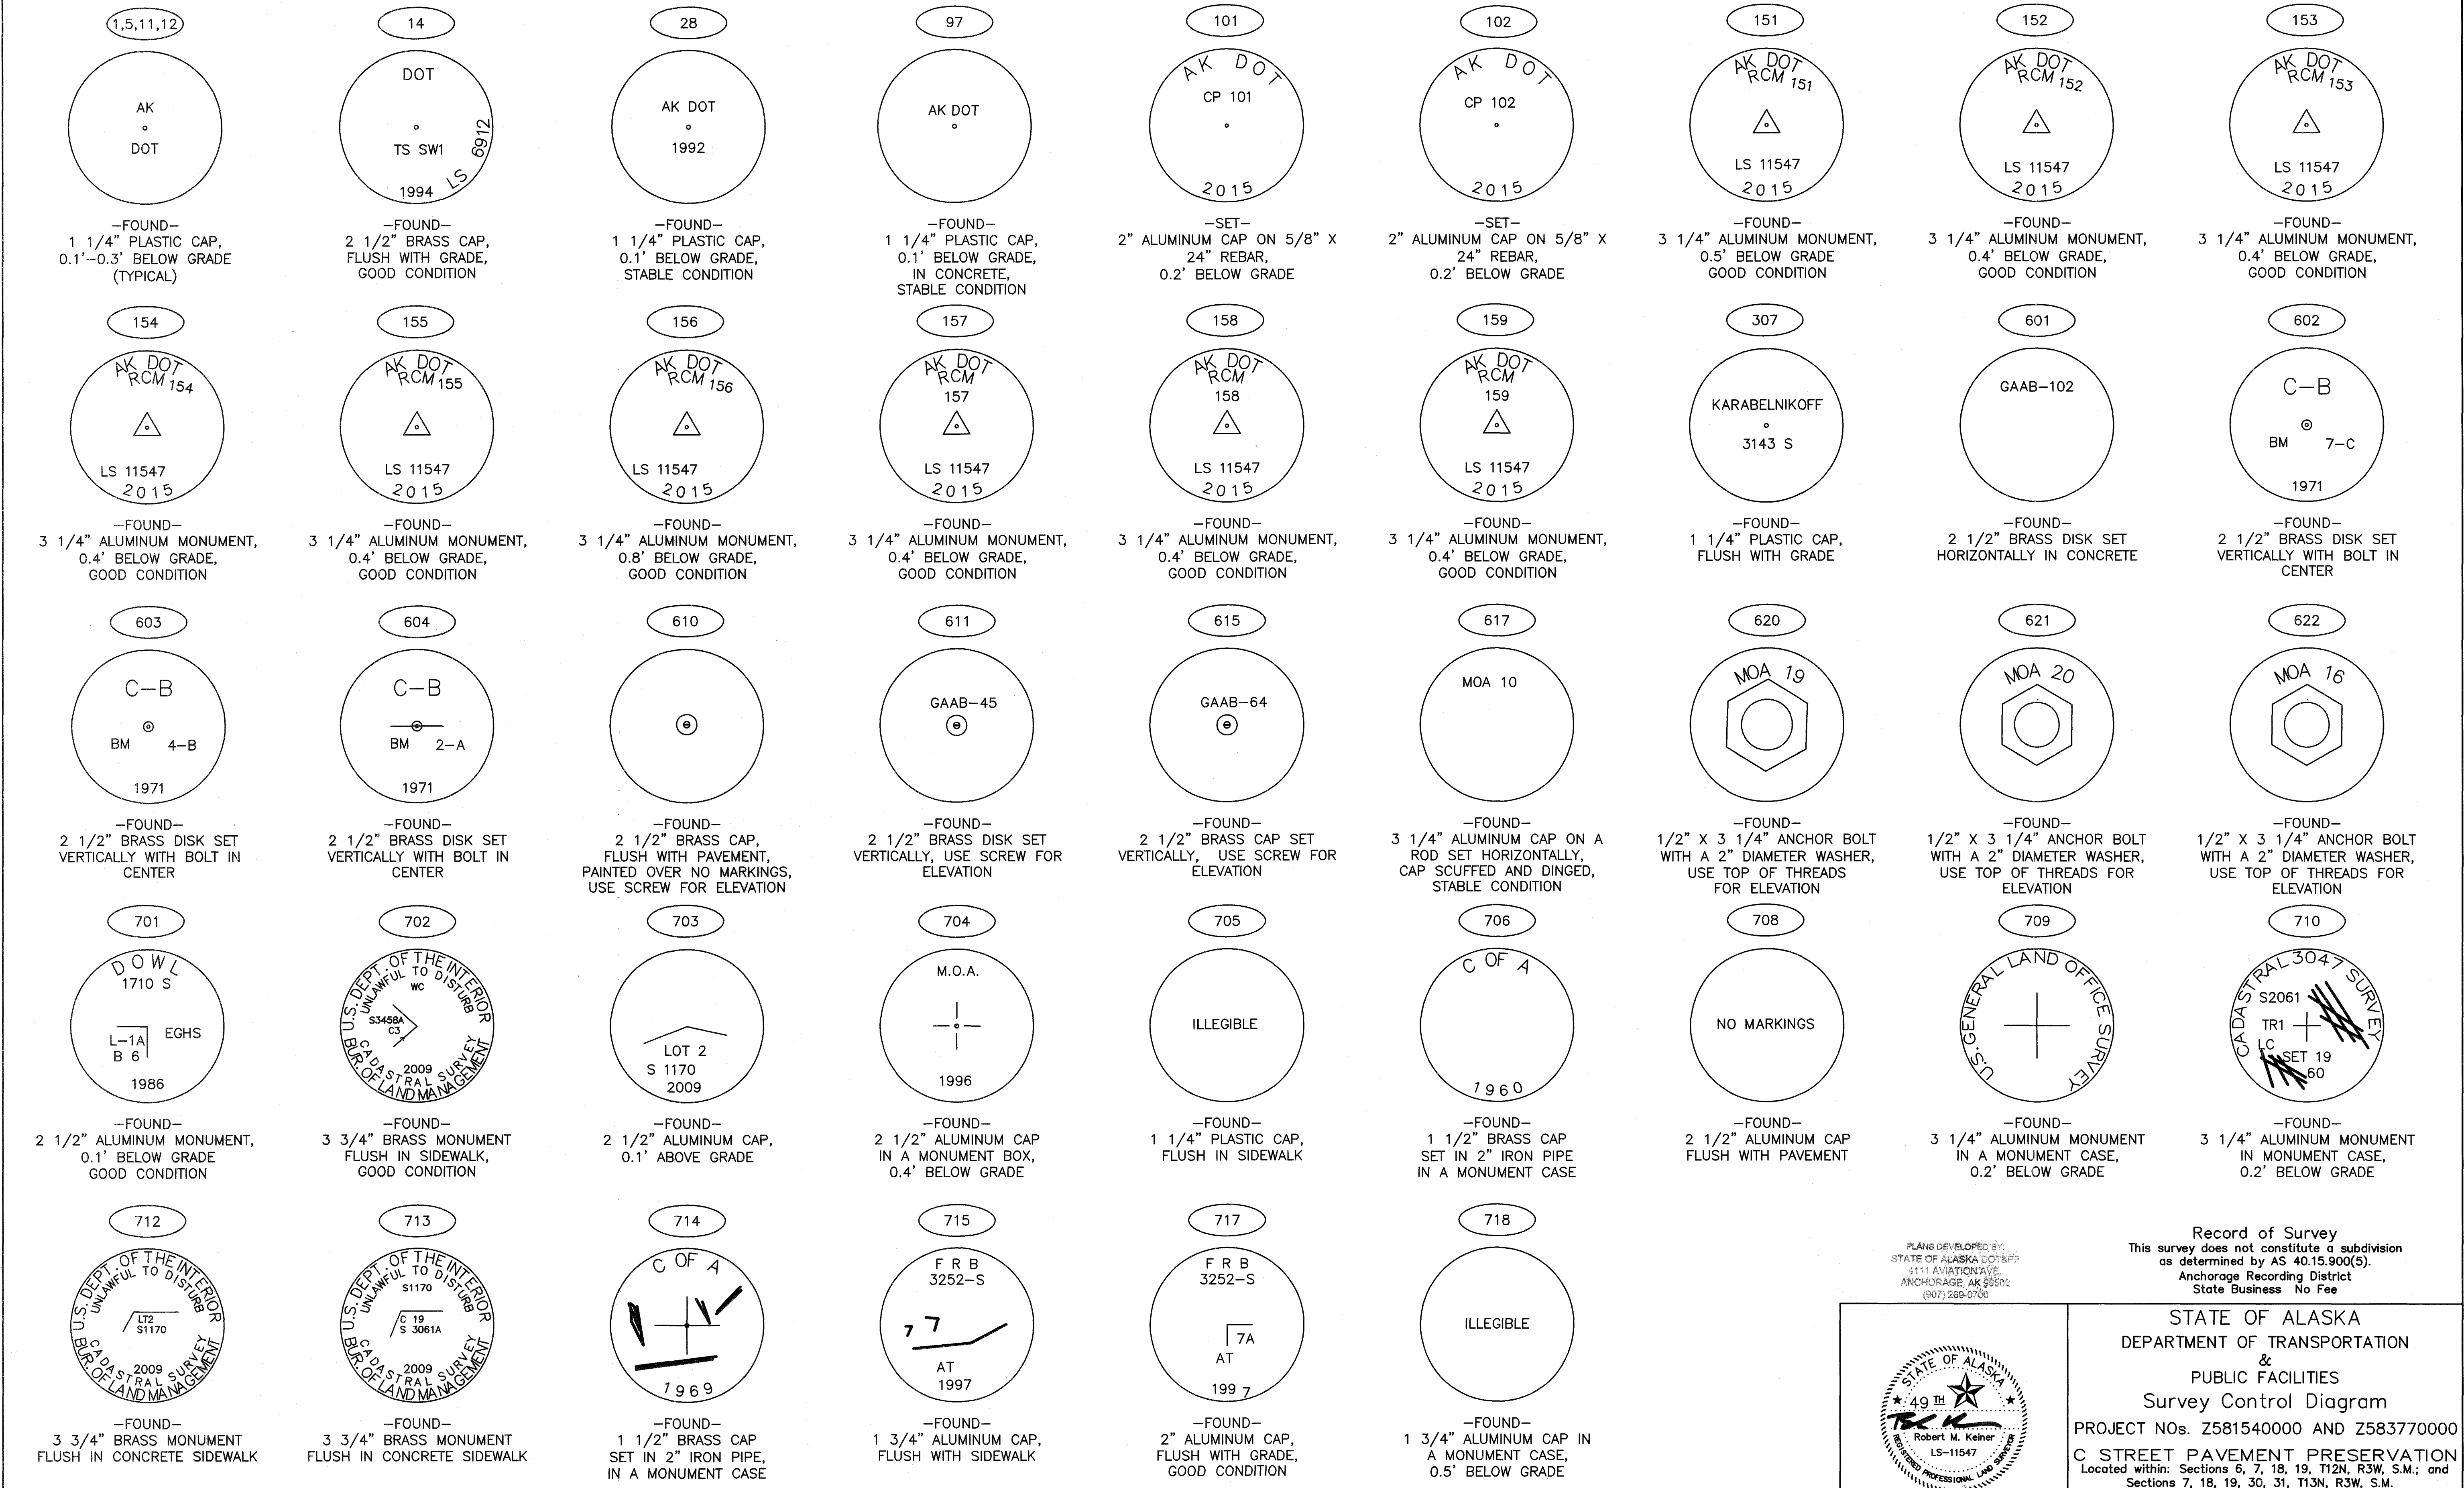 1,5,11,12
AK
DOT
—FOUND—
1 1/4" PLASTIC CAP,
0.1'—0.3' BELOW GRADE
(TYPICAL)
14
DOT
TS SW1
1994
LS 6912
—FOUND—
2 1/2" BRASS CAP,
FLUSH WITH GRADE,
GOOD CONDITION
28
AK DOT
1992
—FOUND—
1 1/4" PLASTIC CAP,
0.1' BELOW GRADE,
STABLE CONDITION
97
AK DOT
—FOUND—
1 1/4" PLASTIC CAP,
0.1' BELOW GRADE,
IN CONCRETE,
STABLE CONDITION
101
AK DOT
CP 101
2015
—SET—
2" ALUMINUM CAP ON 5/8" X
24" REBAR,
0.2' BELOW GRADE
102
AK DOT
CP 102
2015
—SET—
2" ALUMINUM CAP ON 5/8" X
24" REBAR,
0.2' BELOW GRADE
151
AK DOT
RCM 151
LS 11547
2015
—FOUND—
3 1/4" ALUMINUM MONUMENT,
0.5' BELOW GRADE
GOOD CONDITION
152
AK DOT
RCM 152
LS 11547
2015
—FOUND—
3 1/4" ALUMINUM MONUMENT,
0.4' BELOW GRADE,
GOOD CONDITION
153
AK DOT
RCM 153
LS 11547
2015
—FOUND—
3 1/4" ALUMINUM MONUMENT,
0.4' BELOW GRADE,
GOOD CONDITION
154
AK DOT
RCM 154
LS 11547
2015
—FOUND—
3 1/4" ALUMINUM MONUMENT,
0.4' BELOW GRADE,
GOOD CONDITION
155
AK DOT
RCM 155
LS 11547
2015
—FOUND—
3 1/4" ALUMINUM MONUMENT,
0.4' BELOW GRADE,
GOOD CONDITION
156
AK DOT
RCM 156
LS 11547
2015
—FOUND—
3 1/4" ALUMINUM MONUMENT,
0.8' BELOW GRADE,
GOOD CONDITION
157
AK DOT
RCM
157
LS 11547
2015
—FOUND—
3 1/4" ALUMINUM MONUMENT,
0.4' BELOW GRADE,
GOOD CONDITION
158
AK DOT
RCM
158
LS 11547
2015
—FOUND—
3 1/4" ALUMINUM MONUMENT,
0.4' BELOW GRADE,
GOOD CONDITION
159
AK DOT
RCM
159
LS 11547
2015
—FOUND—
3 1/4" ALUMINUM MONUMENT,
0.4' BELOW GRADE,
GOOD CONDITION
307
KARABELNIKOFF
3143 S
—FOUND—
1 1/4" PLASTIC CAP,
FLUSH WITH GRADE
601
GAAB—102
—FOUND—
2 1/2" BRASS DISK SET
HORIZONTALLY IN CONCRETE
602
C—B
BM 7—C
1971
—FOUND—
2 1/2" BRASS DISK SET
VERTICALLY WITH BOLT IN
CENTER
603
C—B
BM 4—B
1971
—FOUND—
2 1/2" BRASS DISK SET
VERTICALLY WITH BOLT IN
CENTER
604
C—B
BM 2—A
1971
—FOUND—
2 1/2" BRASS DISK SET
VERTICALLY WITH BOLT IN
CENTER
610
—FOUND—
2 1/2" BRASS CAP,
FLUSH WITH PAVEMENT,
PAINTED OVER NO MARKINGS,
USE SCREW FOR ELEVATION
611
GAAB—45
—FOUND—
2 1/2" BRASS DISK SET
VERTICALLY, USE SCREW FOR
ELEVATION
615
GAAB—64
—FOUND—
2 1/2" BRASS CAP SET
VERTICALLY, USE SCREW FOR
ELEVATION
617
MOA 10
—FOUND—
3 1/4" ALUMINUM CAP ON A
ROD SET HORIZONTALLY,
CAP SCUFFED AND DINGED,
STABLE CONDITION
620
MOA 19
—FOUND—
1/2" X 3 1/4" ANCHOR BOLT
WITH A 2" DIAMETER WASHER,
USE TOP OF THREADS
FOR ELEVATION
621
MOA 20
—FOUND—
1/2" X 3 1/4" ANCHOR BOLT
WITH A 2" DIAMETER WASHER,
USE TOP OF THREADS FOR
ELEVATION
622
MOA 16
—FOUND—
1/2" X 3 1/4" ANCHOR BOLT
WITH A 2" DIAMETER WASHER,
USE TOP OF THREADS FOR
ELEVATION
701
DOWL
1710 S
L—1A
B 6
EGHS
1986
—FOUND—
2 1/2" ALUMINUM MONUMENT,
0.1' BELOW GRADE
GOOD CONDITION
702
U.S. DEPT. OF THE INTERIOR
UNLAWFUL TO DISTURB
WC
S3458A
C3
2009
CADASTRAL SURVEY
BUR. OF LAND MANAGEMENT
—FOUND—
3 3/4" BRASS MONUMENT
FLUSH IN SIDEWALK,
GOOD CONDITION
703
LOT 2
S 1170
2009
—FOUND—
2 1/2" ALUMINUM CAP,
0.1' ABOVE GRADE
704
M.O.A.
1996
—FOUND—
2 1/2" ALUMINUM CAP
IN A MONUMENT BOX,
0.4' BELOW GRADE
705
ILLEGIBLE
—FOUND—
1 1/4" PLASTIC CAP,
FLUSH IN SIDEWALK
706
C OF A
1960
—FOUND—
1 1/2" BRASS CAP
SET IN 2" IRON PIPE
IN A MONUMENT CASE
708
NO MARKINGS
—FOUND—
2 1/2" ALUMINUM CAP
FLUSH WITH PAVEMENT
709
U.S. GENERAL LAND OFFICE SURVEY
—FOUND—
3 1/4" ALUMINUM MONUMENT
IN A MONUMENT CASE,
0.2' BELOW GRADE
710
CADASTRAL 3047 SURVEY
S2061
TR1
LC
SET 19
60
—FOUND—
3 1/4" ALUMINUM MONUMENT
IN MONUMENT CASE,
0.2' BELOW GRADE
712
U.S. DEPT. OF THE INTERIOR
UNLAWFUL TO DISTURB
LT2
S1170
2009
CADASTRAL SURVEY
BUR. OF LAND MANAGEMENT
—FOUND—
3 3/4" BRASS MONUMENT
FLUSH IN CONCRETE SIDEWALK
713
U.S. DEPT. OF THE INTERIOR
UNLAWFUL TO DISTURB
S1170
C 19
S 3061A
2009
CADASTRAL SURVEY
BUR. OF LAND MANAGEMENT
—FOUND—
3 3/4" BRASS MONUMENT
FLUSH IN CONCRETE SIDEWALK
714
C OF A
1969
—FOUND—
1 1/2" BRASS CAP
SET IN 2" IRON PIPE,
IN A MONUMENT CASE
715
F R B
3252—S
7 7
AT
1997
—FOUND—
1 3/4" ALUMINUM CAP,
FLUSH WITH SIDEWALK
717
F R B
3252—S
7A
AT
1997
—FOUND—
2" ALUMINUM CAP,
FLUSH WITH GRADE,
GOOD CONDITION
718
ILLEGIBLE
—FOUND—
1 3/4" ALUMINUM CAP IN
A MONUMENT CASE,
0.5' BELOW GRADE
PLANS DEVELOPED BY:
STATE OF ALASKA DOT&PF
4111 AVIATION AVE.
ANCHORAGE, AK 99502
(907) 269-0700
Record of Survey
This survey does not constitute a subdivision
as determined by AS 40.15.900(5).
Anchorage Recording District
State Business No Fee
STATE OF ALASKA
49 TH
Robert M. Keiner
LS—11547
REGISTERED PROFESSIONAL LAND SURVEYOR
STATE OF ALASKA
DEPARTMENT OF TRANSPORTATION
&
PUBLIC FACILITIES
Survey Control Diagram
PROJECT NOs. Z581540000 AND Z583770000
C STREET PAVEMENT PRESERVATION
Located within: Sections 6, 7, 18, 19, T12N, R3W, S.M.; and
Sections 7, 18, 19, 30, 31, T13N, R3W, S.M.